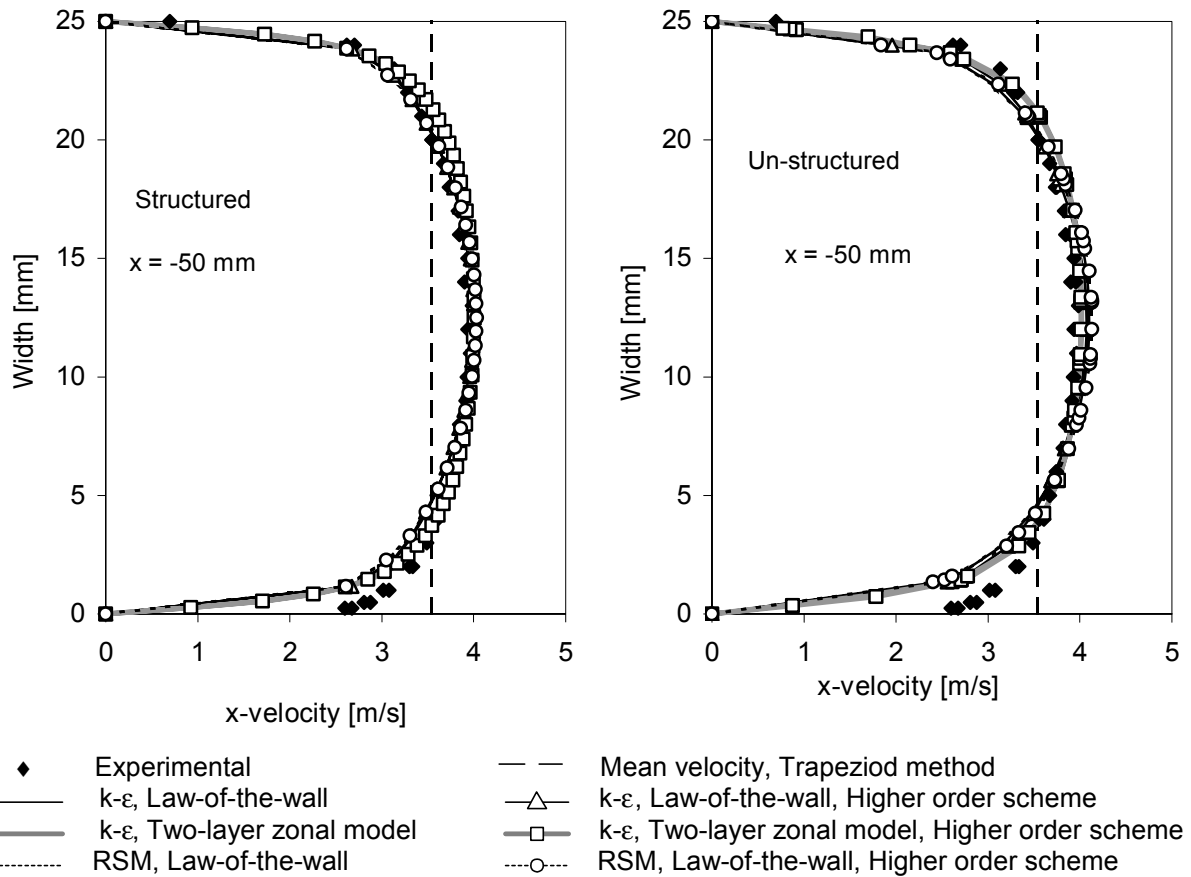 25
20
15
10
5
0
Width [mm]
Structured
x = -50 mm
0 1 2 3 4 5
x-velocity [m/s]
25
20
15
10
5
0
Width [mm]
Un-structured
x = -50 mm
0 1 2 3 4 5
x-velocity [m/s]
Experimental
Mean velocity, Trapeziod method
k-ε, Law-of-the-wall
k-ε, Law-of-the-wall, Higher order scheme
k-ε, Two-layer zonal model
k-ε, Two-layer zonal model, Higher order scheme
RSM, Law-of-the-wall
RSM, Law-of-the-wall, Higher order scheme